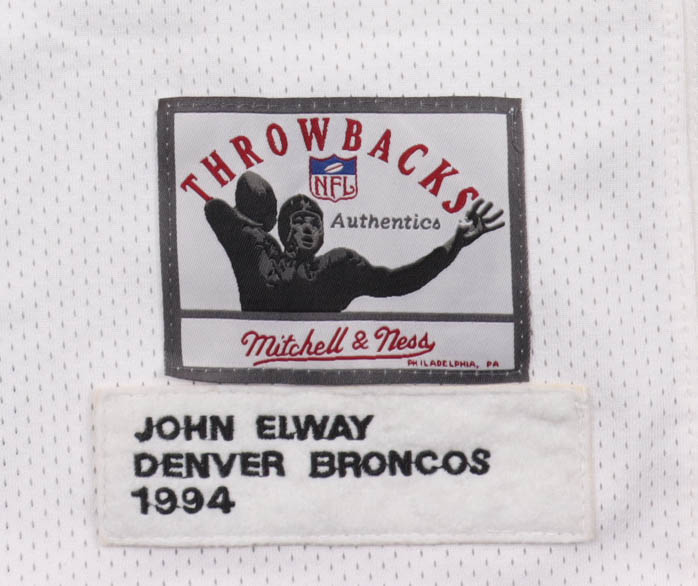 THROWBACKS
NFL
Authentics
Mitchell & Ness
PHILADELPHIA, PA
JOHN ELWAY
DENVER BRONCOS
1994